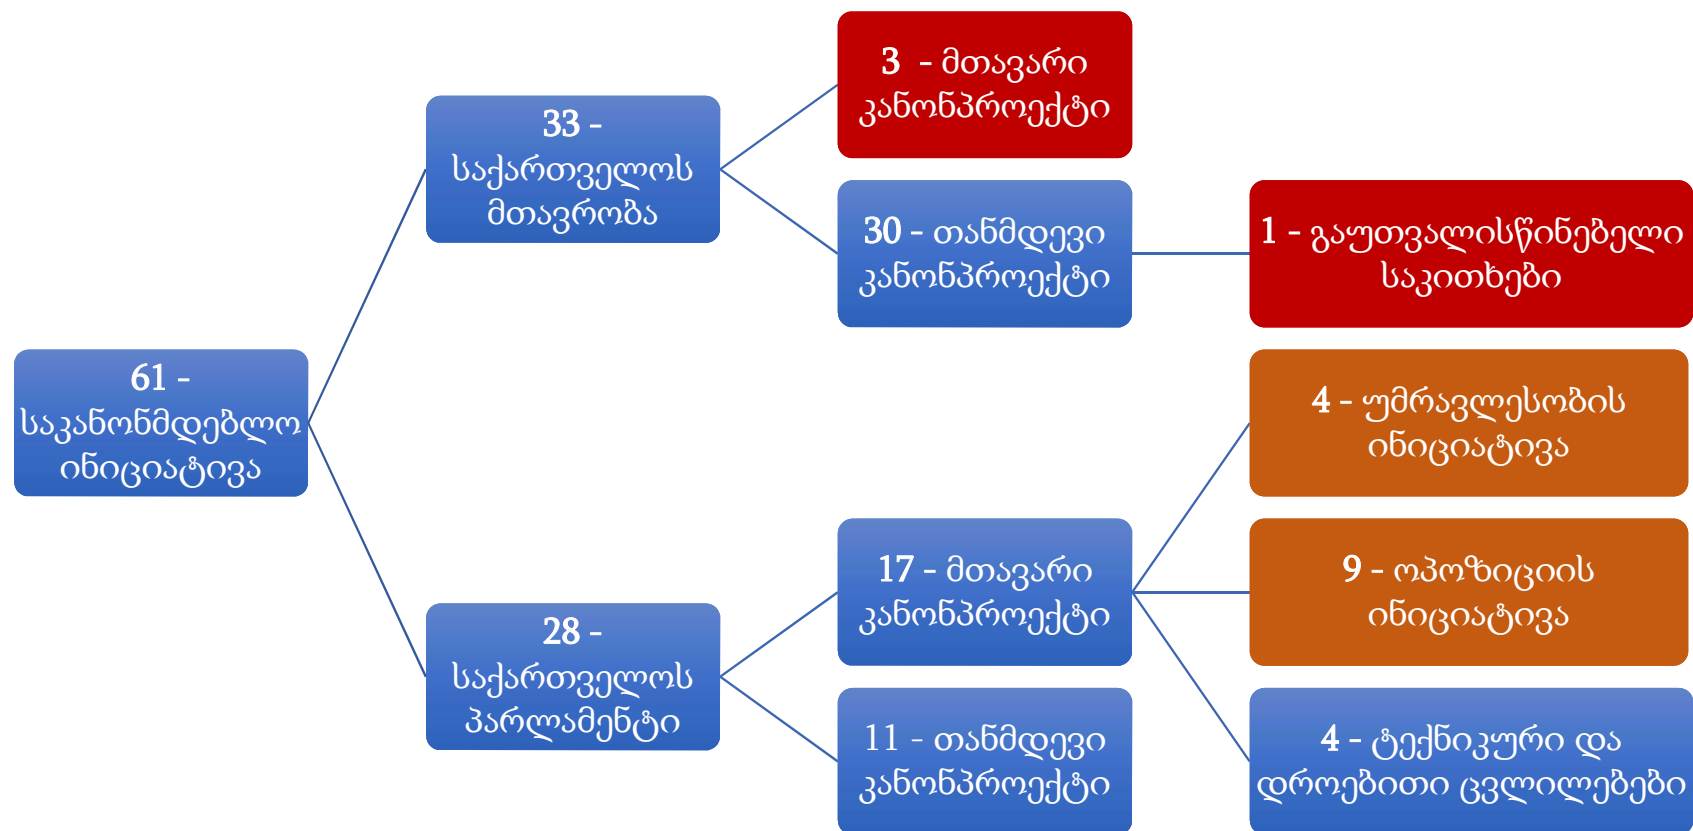 61 -
საკანონმდებლო
ინიციატივა
33 -
საქართველოს
მთავრობა
3 - მთავარი
კანონპროექტი
30 - თანმდევი
კანონპროექტი
1 - გაუთვალისწინებელი
საკითხები
28 -
საქართველოს
პარლამენტი
17 - მთავარი
კანონპროექტი
4 - უმრავლესობის
ინიციატივა
9 - ოპოზიციის
ინიციატივა
4 - ტექნიკური და
დროებითი ცვლილებები
11 - თანმდევი
კანონპროექტი